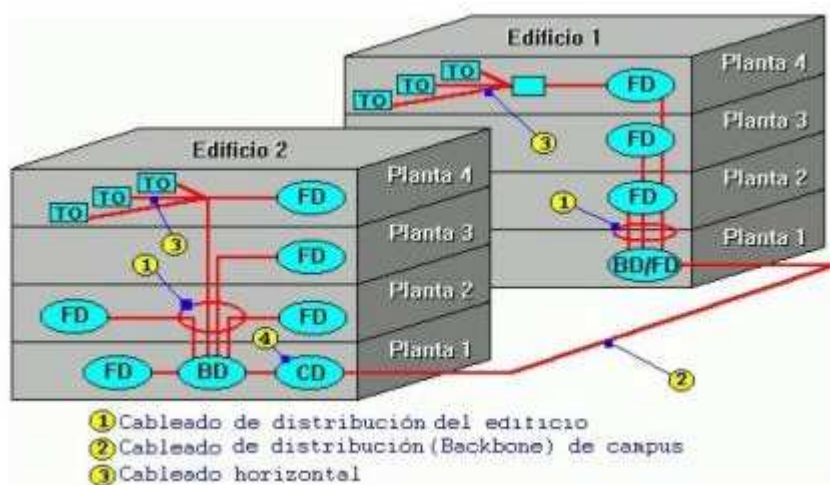 Edificio 1
TO
TO
TO
FD
Planta 4
3
FD
Planta 3
1
FD
Planta 2
BD/FD
Planta 1
Edificio 2
TO
TO
TO
FD
Planta 4
3
FD
Planta 3
1
FD
FD
Planta 2
4
FD
BD
CD
Planta 1
2
1 Cableado de distribución del edificio
2 Cableado de distribución (Backbone) de campus
3 Cableado horizontal